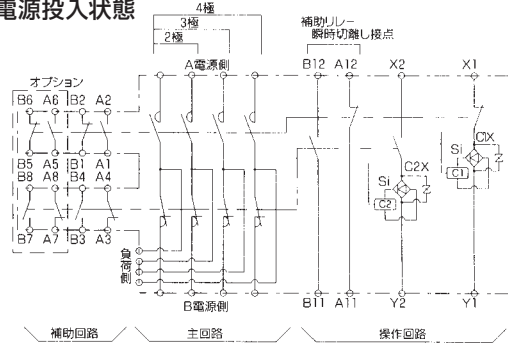 電源投入状態
4極
3極
2極
補助リレー
瞬時切離し接点
A電源側
B12 A12 X2 X1
オプション
B6 A6 B2 A2
B5 A5 B1 A1
B8 A8 B4 A4
B7 A7 B3 A3
C1X
Si
C1
C2X
Si
C2
負荷側
B電源側
B11 A11 Y2 Y1
補助回路 主回路 操作回路